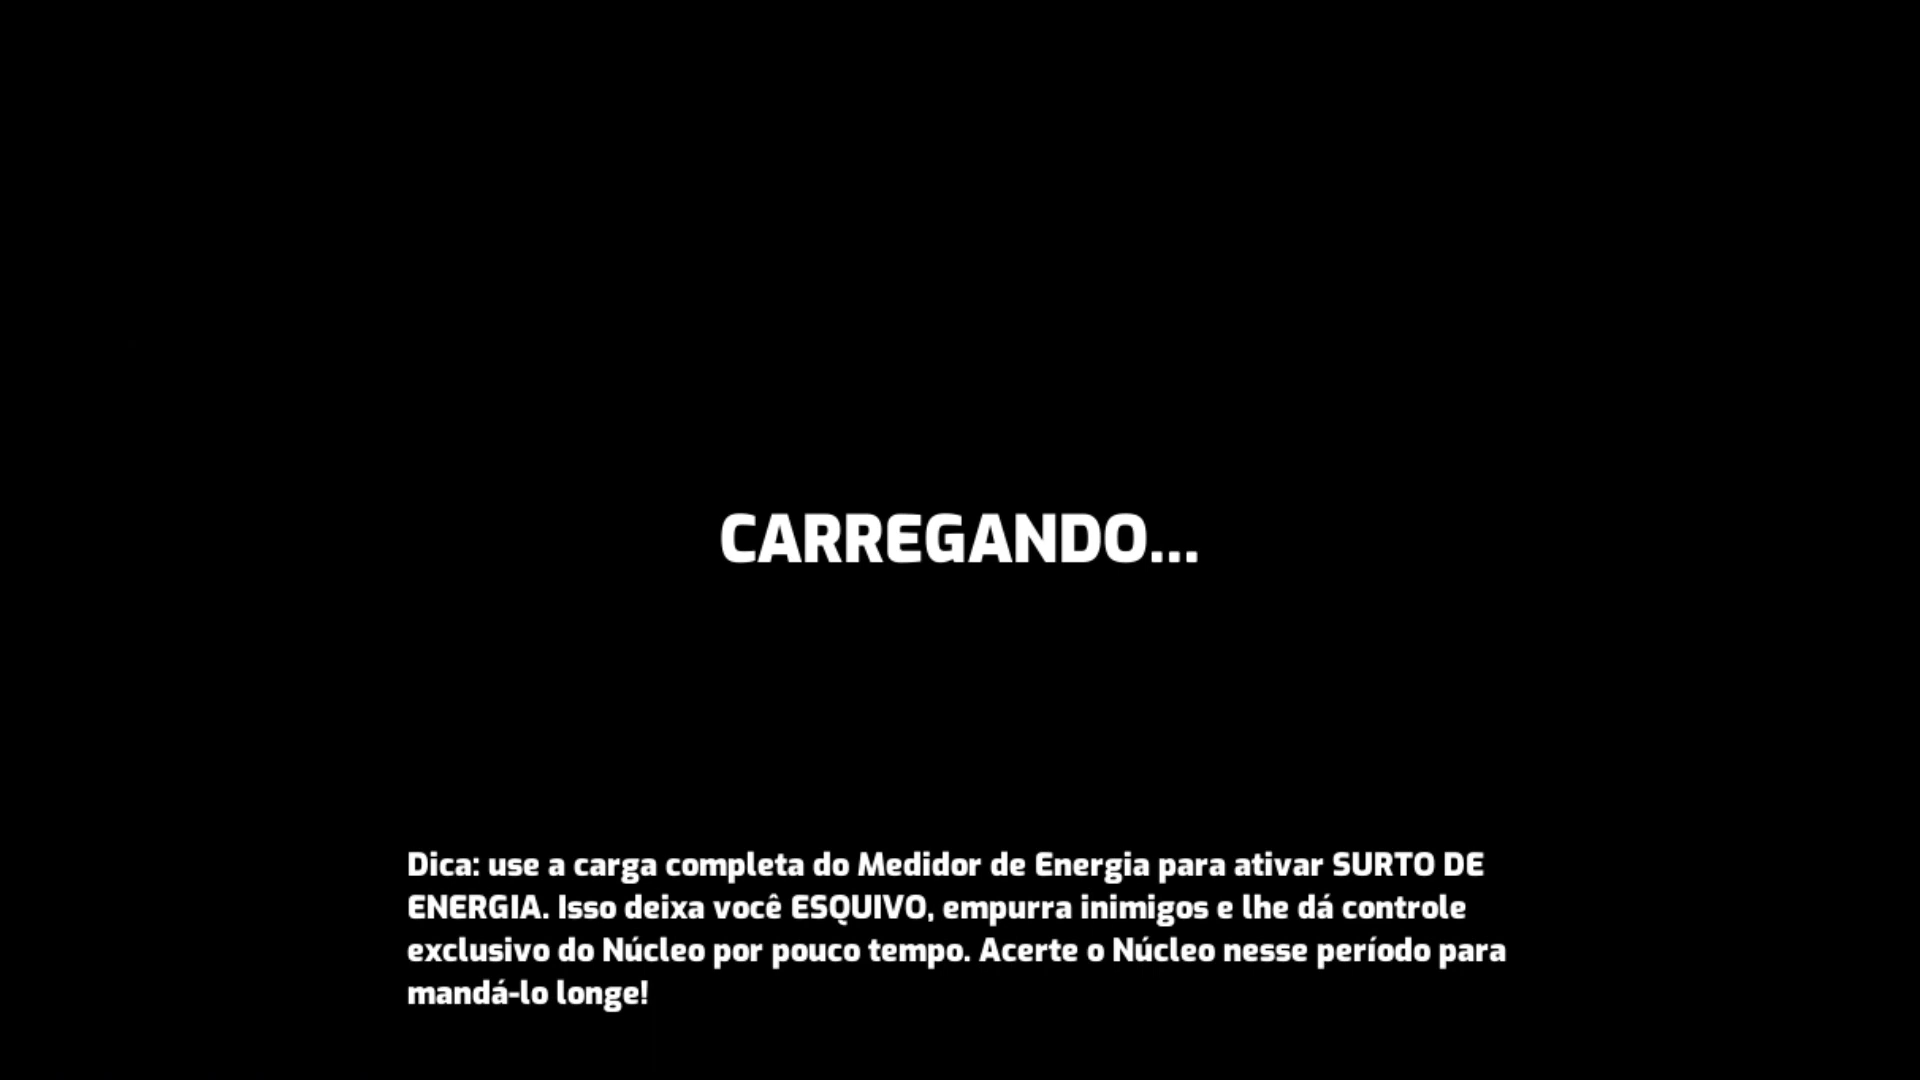 CARREGANDO...
Dica: use a carga completa do Medidor de Energia para ativar SURTO DE
ENERGIA. Isso deixa você ESQUIVO, empurra inimigos e lhe dá controle
exclusivo do Núcleo por pouco tempo. Acerte o Núcleo nesse período para
mandá-lo longe!